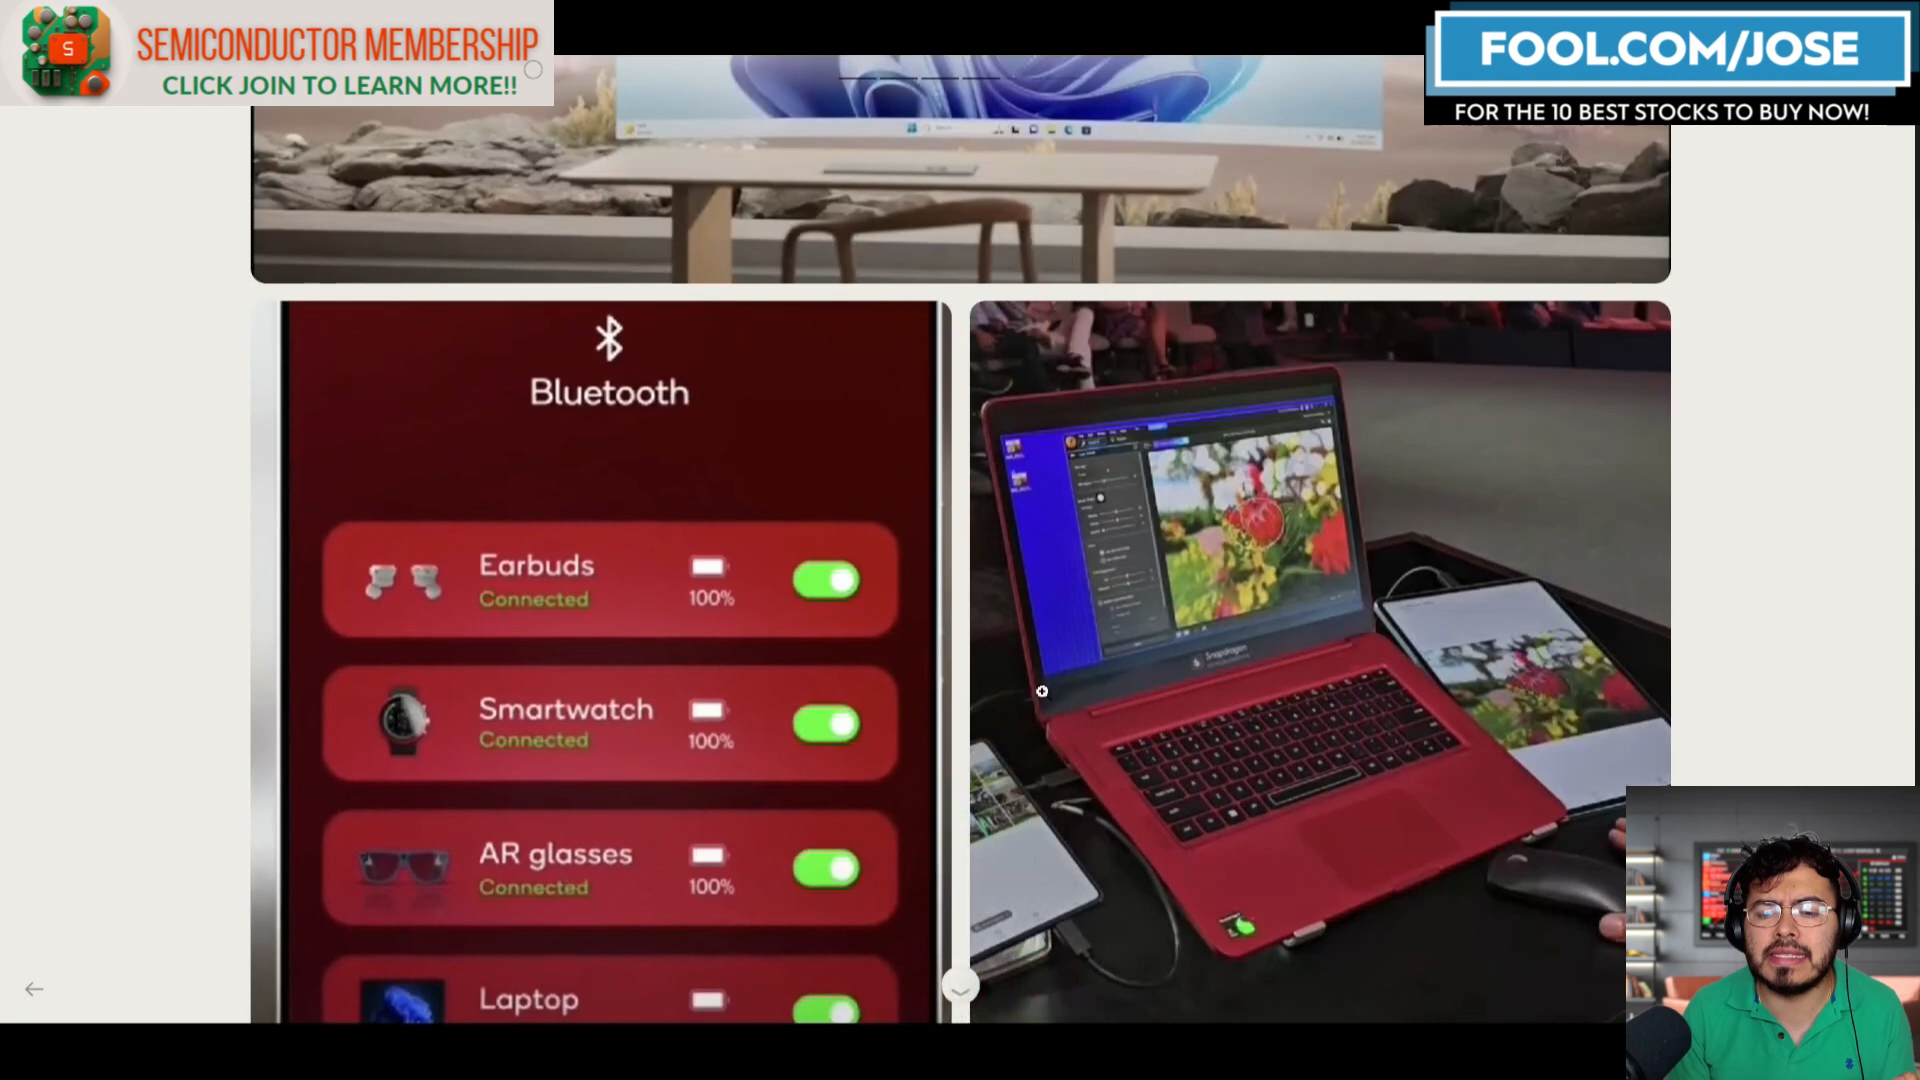 SEMICONDUCTOR MEMBERSHIP
CLICK JOIN TO LEARN MORE!!
S
FOOL.COM/JOSE
FOR THE 10 BEST STOCKS TO BUY NOW!
Bluetooth
Earbuds
Connected
100%
Smartwatch
Connected
100%
AR glasses
Connected
100%
Laptop
Snapdragon